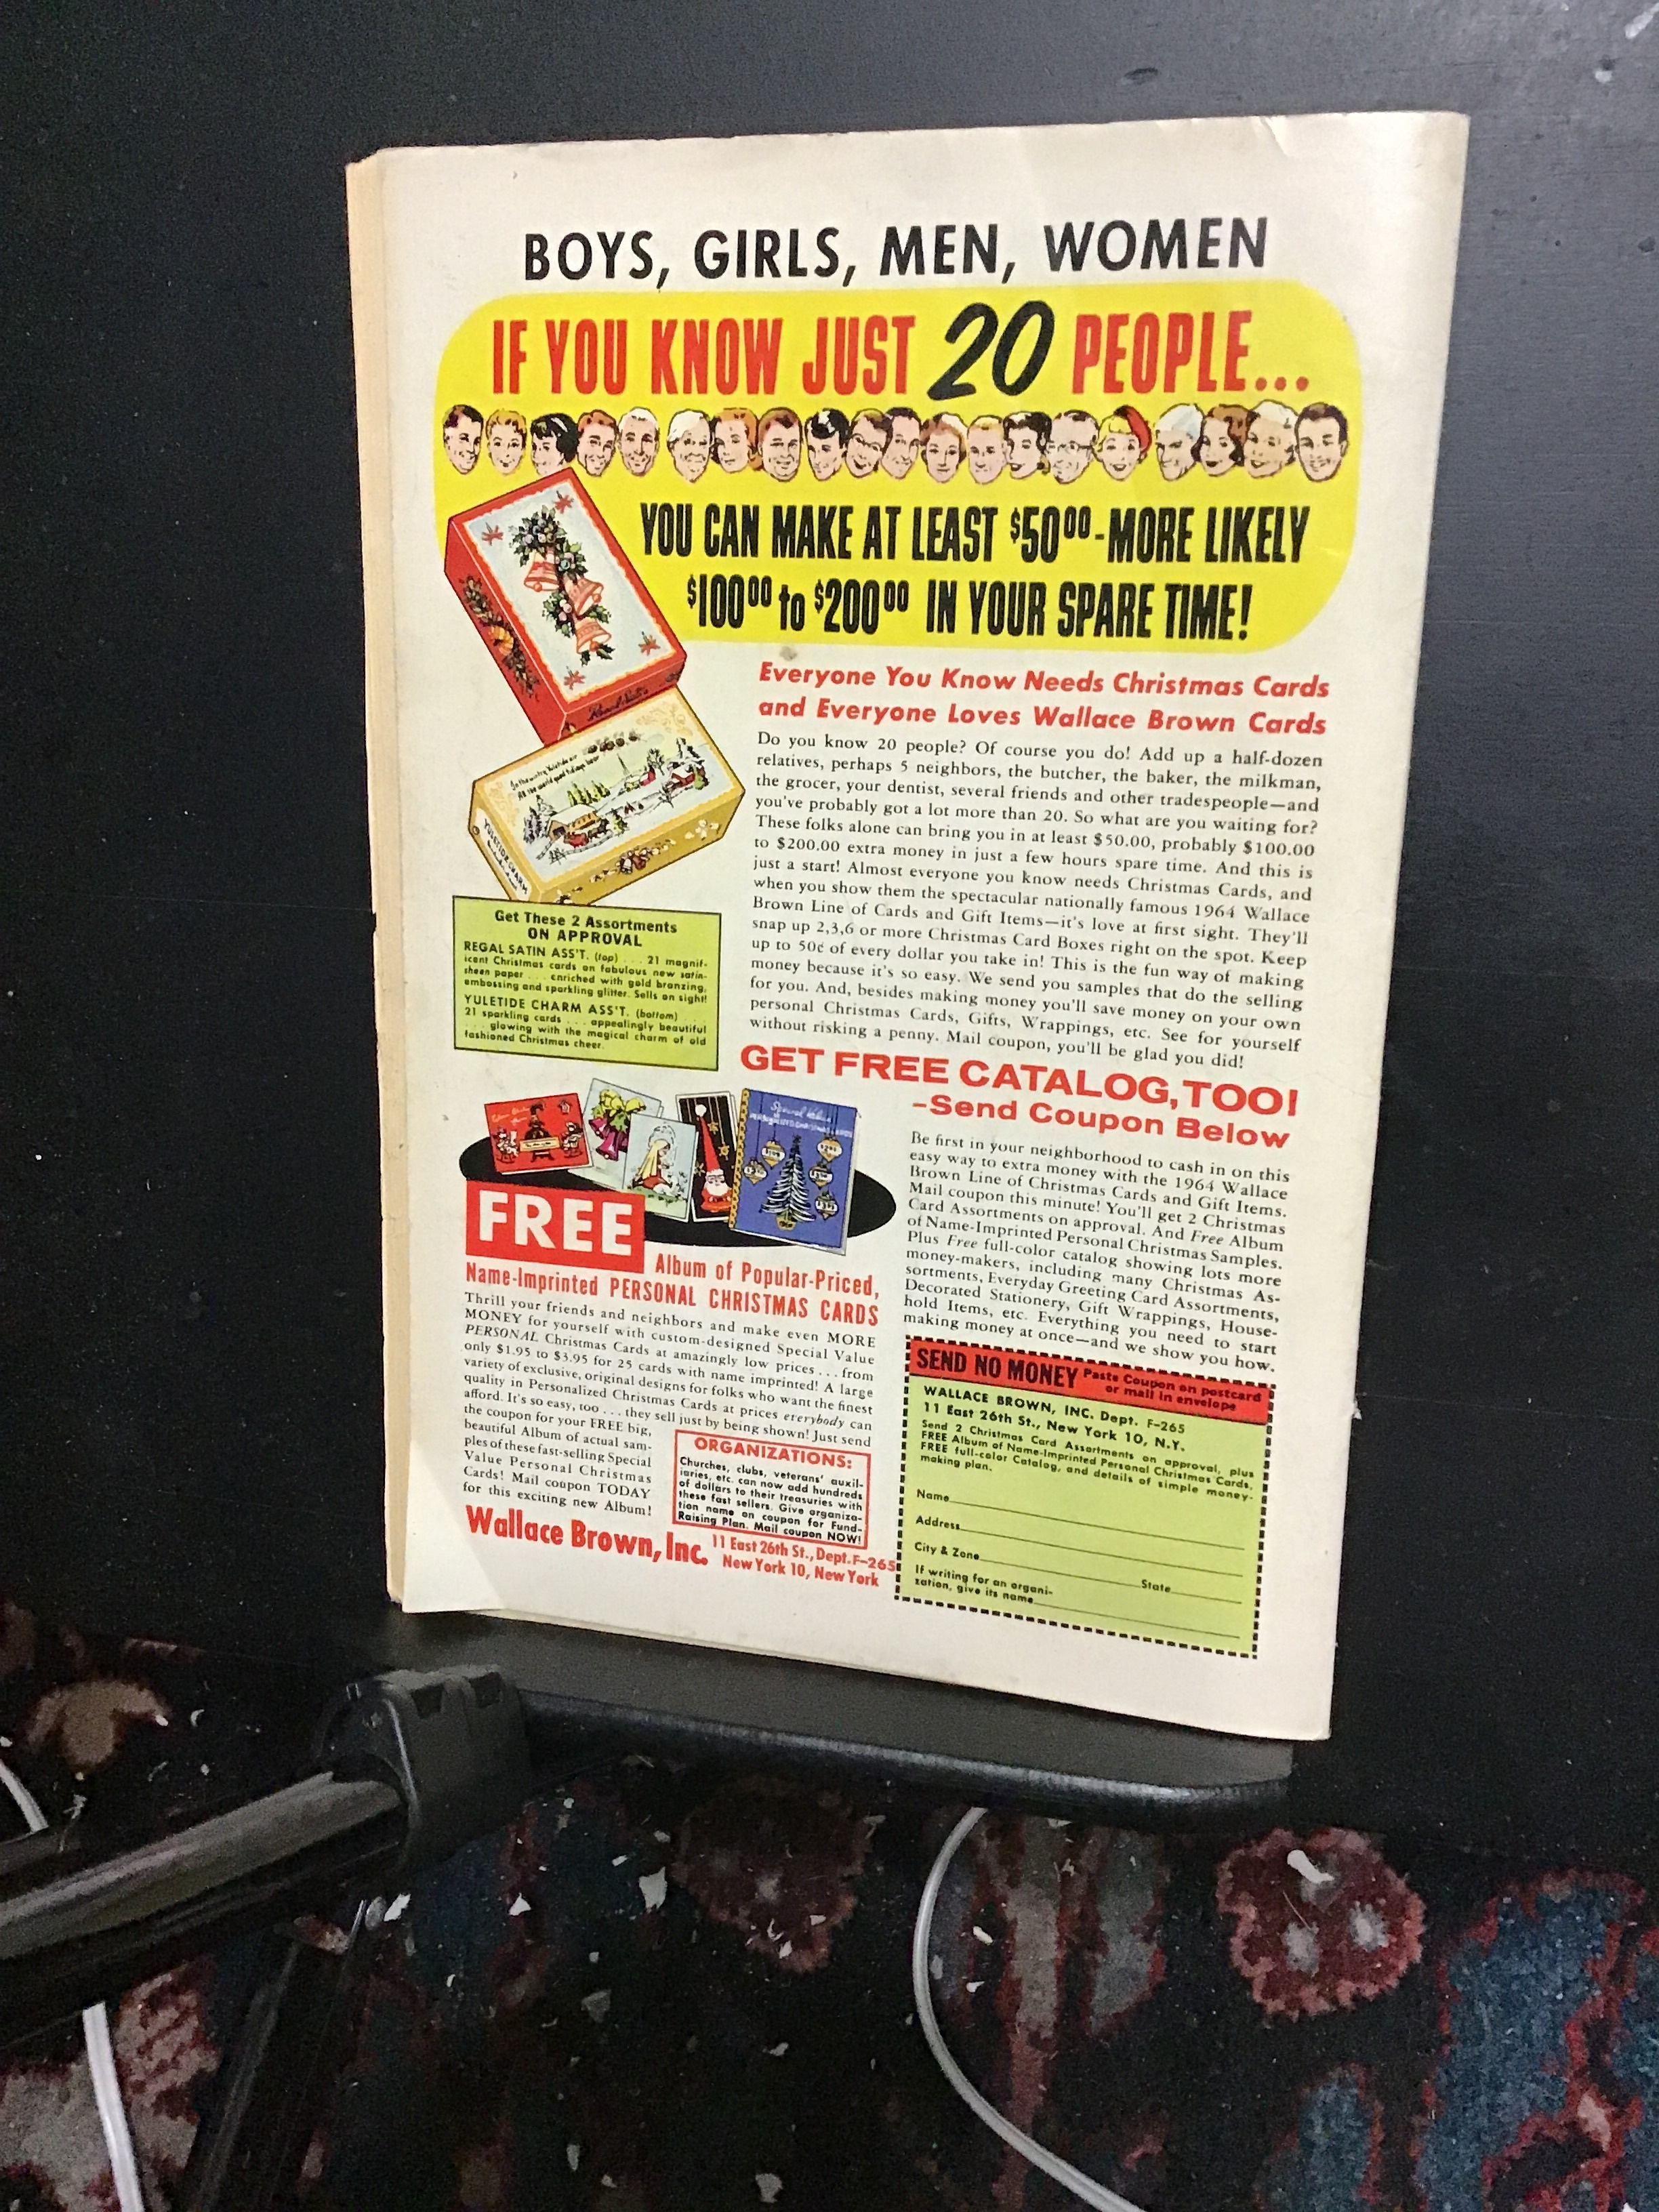 BOYS, GIRLS, MEN, WOMEN
IF YOU KNOW JUST 20 PEOPLE...
YOU CAN MAKE AT LEAST $50.00-MORE LIKELY
$100.00 to $200.00 IN YOUR SPARE TIME!
Everyone You Know Needs Christmas Cards
and Everyone Loves Wallace Brown Cards
Do you know 20 people? Of course you do! Add up a half-dozen
relatives, perhaps 5 neighbors, the butcher, the baker, the milkman,
the grocer, your dentist, several friends and other tradespeople—and
you've probably got a lot more than 20. So what are you waiting for?
These folks alone can bring you in at least $50.00, probably $100.00
to $200.00 extra money in just a few hours spare time. And this is
just a start! Almost everyone you know needs Christmas Cards, and
when you show them the spectacular nationally famous 1964 Wallace
Brown Line of Cards and Gift Items—it's love at first sight. They'll
snap up 2,3,6 or more Christmas Card Boxes right on the spot. Keep
up to 50¢ of every dollar you take in! This is the fun way of making
money because it's so easy. We send you samples that do the selling
for you. And, besides making money you'll save money on your own
personal Christmas Cards, Gifts, Wrappings, etc. See for yourself
without risking a penny. Mail coupon, you'll be glad you did!
YULETIDE CHARM
Get These 2 Assortments
ON APPROVAL
REGAL SATIN ASS'T. (top) . . . 21 magnif-
icent Christmas cards on fabulous new satin-
sheen paper . . . enriched with gold bronzing,
embossing and sparkling glitter. Sells on sight!
YULETIDE CHARM ASS'T. (bottom) . . .
21 sparkling cards . . . appealingly beautiful
. . . glowing with the magical charm of old
fashioned Christmas cheer.
GET FREE CATALOG, TOO!
-Send Coupon Below
Be first in your neighborhood to cash in on this
easy way to extra money with the 1964 Wallace
Brown Line of Christmas Cards and Gift Items.
Mail coupon this minute! You'll get 2 Christmas
Card Assortments on approval. And Free Album
of Name-Imprinted Personal Christmas Samples.
Plus Free full-color catalog showing lots more
money-makers, including many Christmas As-
sortments, Everyday Greeting Card Assortments,
Decorated Stationery, Gift Wrappings, House-
hold Items, etc. Everything you need to start
making money at once—and we show you how.
FREE
Album of Popular-Priced,
Name-Imprinted PERSONAL CHRISTMAS CARDS
Thrill your friends and neighbors and make even MORE
MONEY for yourself with custom-designed Special Value
PERSONAL Christmas Cards at amazingly low prices . . . from
only $1.95 to $3.95 for 25 cards with name imprinted! A large
variety of exclusive, original designs for folks who want the finest
quality in Personalized Christmas Cards at prices everybody can
afford. It's so easy, too . . . they sell just by being shown! Just send
the coupon for your FREE big,
beautiful Album of actual sam-
ples of these fast-selling Special
Value Personal Christmas
Cards! Mail coupon TODAY
for this exciting new Album!
ORGANIZATIONS:
Churches, clubs, veterans' auxil-
iaries, etc. can now add hundreds
of dollars to their treasuries with
these fast sellers. Give organiza-
tion name on coupon for Fund-
Raising Plan. Mail coupon NOW!
Wallace Brown, Inc. 11 East 26th St., Dept. F-265
New York 10, New York
SEND NO MONEY Paste Coupon on postcard
or mail in envelope
WALLACE BROWN, INC. Dept. F-265
11 East 26th St., New York 10, N.Y.
Send 2 Christmas Card Assortments on approval, plus
FREE Album of Name-Imprinted Personal Christmas Cards,
FREE full-color Catalog, and details of simple money-
making plan.
Name
Address
City & Zone State
If writing for an organi-
zation, give its name